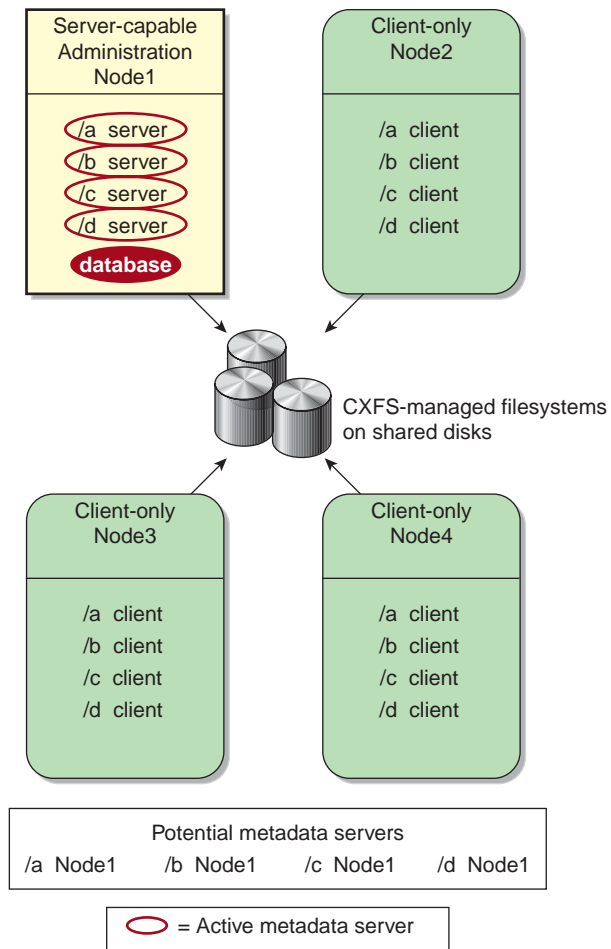 Server-capable
Administration
Node1
/a server
/b server
/c server
/d server
database
Client-only
Node2
/a client
/b client
/c client
/d client
CXFS-managed filesystems
on shared disks
Client-only
Node3
/a client
/b client
/c client
/d client
Client-only
Node4
/a client
/b client
/c client
/d client
Potential metadata servers
/a Node1 /b Node1 /c Node1 /d Node1
= Active metadata server